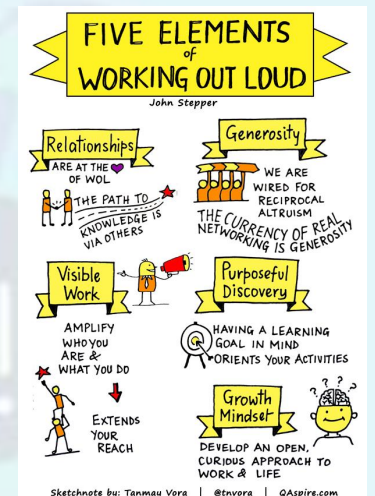 FIVE ELEMENTS
of
WORKING OUT LOUD
John Stepper
Relationships
ARE AT THE
OF WOL
THE PATH TO
KNOWLEDGE IS
VIA OTHERS
Generosity
WE ARE
WIRED FOR
RECIPROCAL
ALTRUISM
THE CURRENCY OF REAL
NETWORKING IS GENEROSITY
Visible
Work
AMPLIFY
WHO YOU
ARE &
WHAT YOU DO
EXTENDS
YOUR
REACH
Purposeful
Discovery
HAVING A LEARNING
GOAL IN MIND
ORIENTS YOUR ACTIVITIES
Growth
Mindset
? ? ? ?
DEVELOP AN OPEN,
CURIOUS APPROACH TO
WORK & LIFE
Sketchnote by: Tanmay Vora | @tnvora | QAspire.com